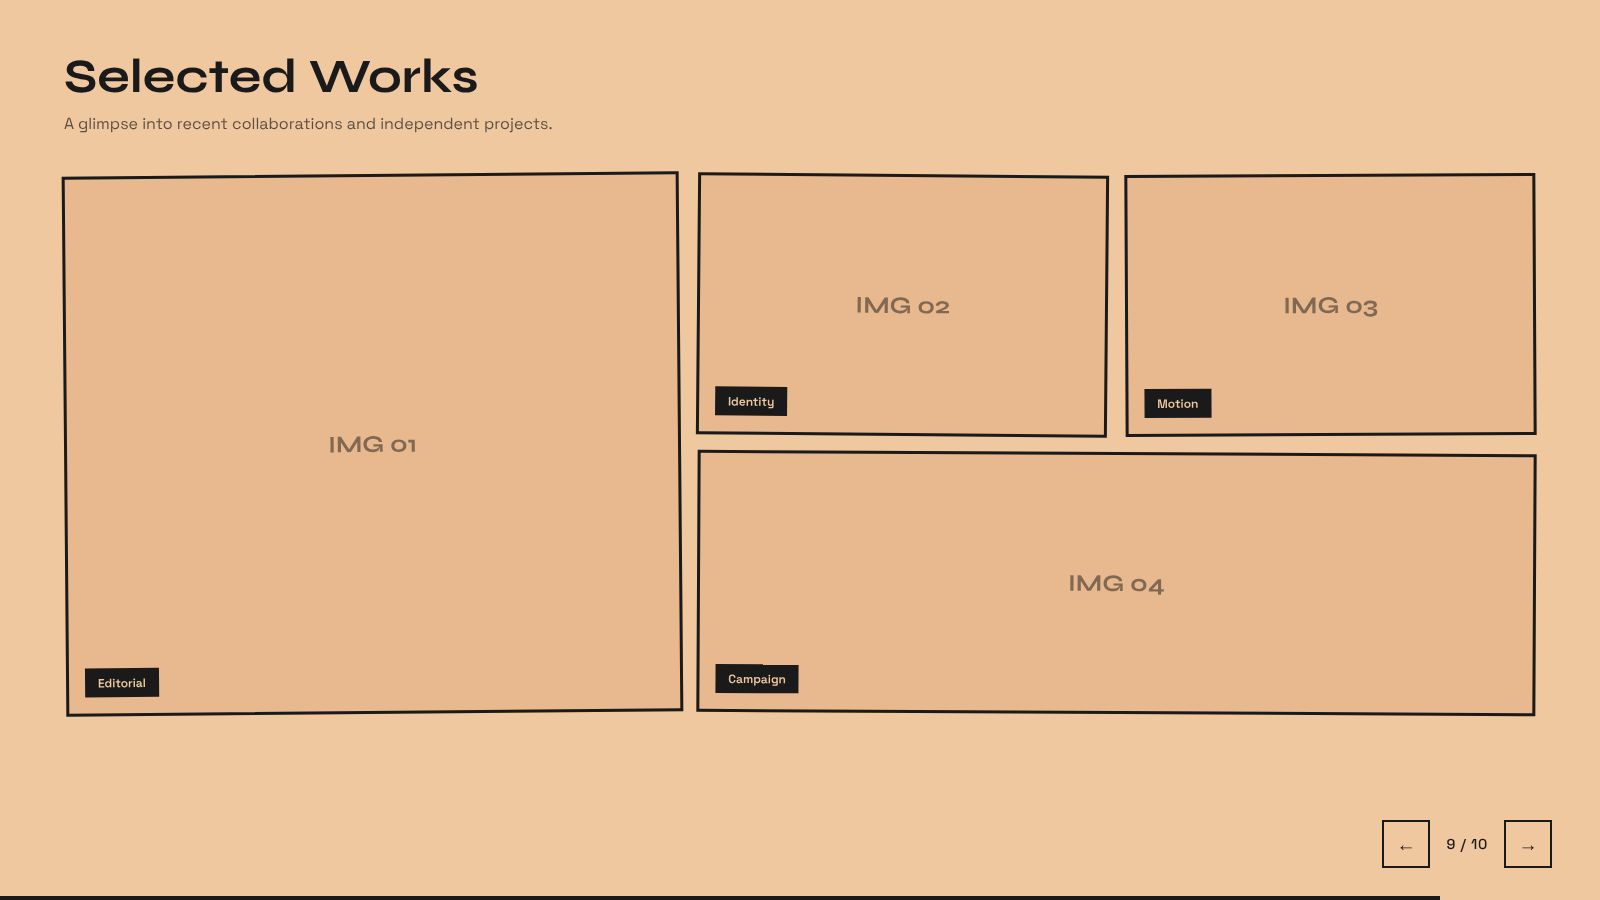 Selected Works
A glimpse into recent collaborations and independent projects.
IMG 01
Editorial
IMG 02
Identity
IMG 03
Motion
IMG 04
Campaign
← 9 / 10 →